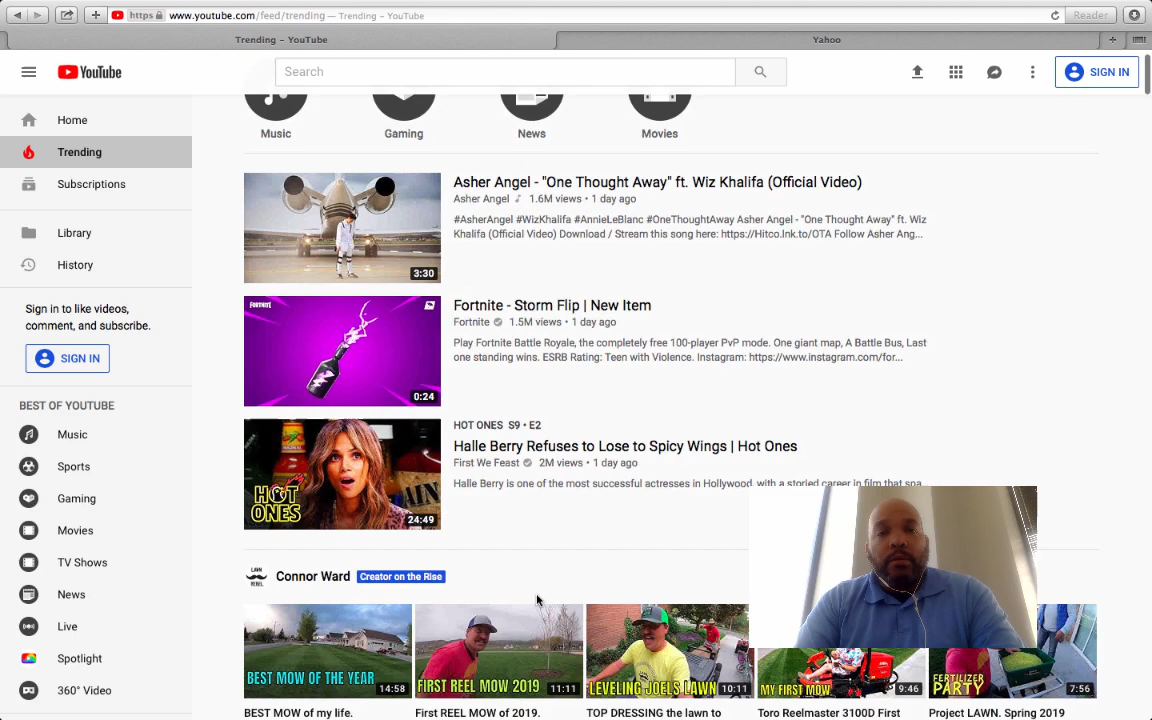 https www.youtube.com/feed/trending — Trending – YouTube
Reader
Trending – YouTube
Yahoo
YouTube
Search
SIGN IN
Home
Trending
Subscriptions
Library
History
Sign in to like videos,
comment, and subscribe.
SIGN IN
BEST OF YOUTUBE
Music
Sports
Gaming
Movies
TV Shows
News
Live
Spotlight
360° Video
Music
Gaming
News
Movies
3:30
Asher Angel - "One Thought Away" ft. Wiz Khalifa (Official Video)
Asher Angel 1.6M views • 1 day ago
#AsherAngel #WizKhalifa #AnnieLeBlanc #OneThoughtAway Asher Angel - "One Thought Away" ft. Wiz
Khalifa (Official Video) Download / Stream this song here: https://Hitco.lnk.to/OTA Follow Asher Ang...
FORTNITE
0:24
Fortnite - Storm Flip | New Item
Fortnite 1.5M views • 1 day ago
Play Fortnite Battle Royale, the completely free 100-player PvP mode. One giant map, A Battle Bus, Last
one standing wins. ESRB Rating: Teen with Violence. Instagram: https://www.instagram.com/for...
HOT
ONES
24:49
HOT ONES S9 • E2
Halle Berry Refuses to Lose to Spicy Wings | Hot Ones
First We Feast 2M views • 1 day ago
Halle Berry is one of the most successful actresses in Hollywood, with a storied career in film that spa...
LAWN
REBEL
Connor Ward Creator on the Rise
BEST MOW OF THE YEAR
14:58
FIRST REEL MOW 2019
11:11
LEVELING JOELS LAWN
10:11
MY FIRST MOW
9:46
FERTILIZER
PARTY
7:56
BEST MOW of my life.
First REEL MOW of 2019.
TOP DRESSING the lawn to
Toro Reelmaster 3100D First
Project LAWN. Spring 2019